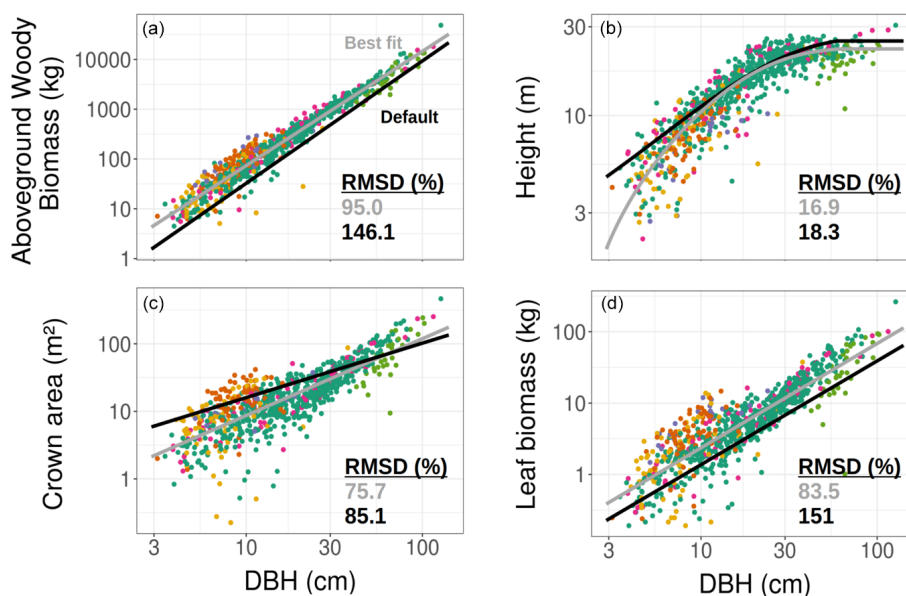 (a)
Aboveground Woody
Biomass (kg)
10000
1000
100
10
1
Best fit
Default
RMSD (%)
95.0
146.1
(b)
Height (m)
30
10
3
RMSD (%)
16.9
18.3
(c)
Crown area (m²)
100
10
1
RMSD (%)
75.7
85.1
3
10
30
100
DBH (cm)
(d)
Leaf biomass (kg)
100
10
1
RMSD (%)
83.5
151
3
10
30
100
DBH (cm)